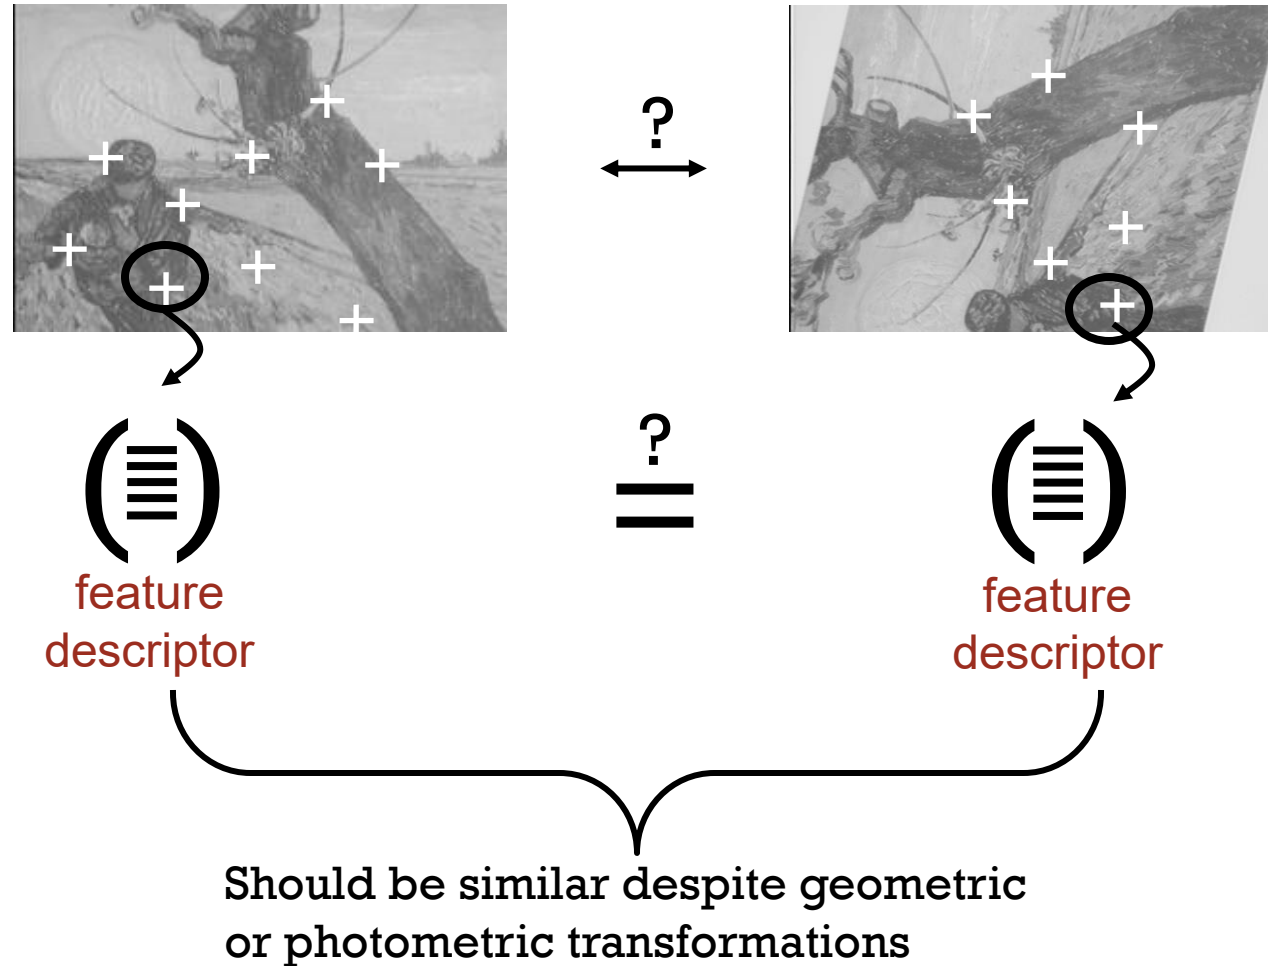 ?
?
feature
descriptor
feature
descriptor
Should be similar despite geometric
or photometric transformations